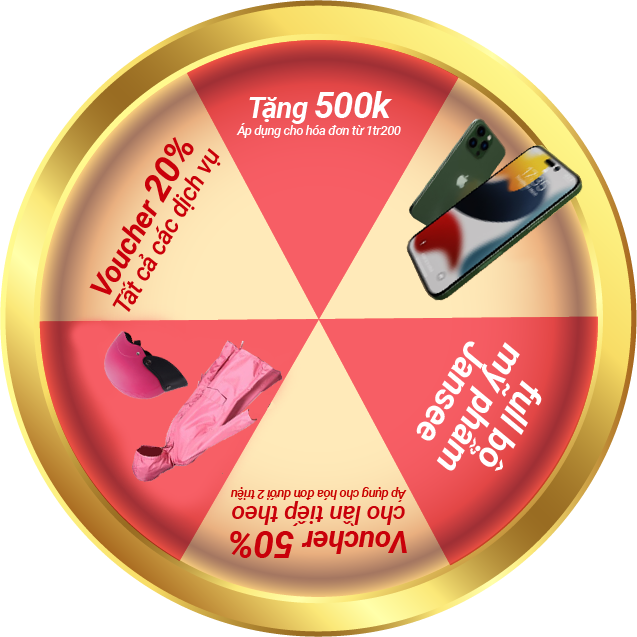 Tặng 500k
Áp dụng cho hóa đơn từ 1tr200
Voucher 20%
Tất cả các dịch vụ
full bộ
mỹ phẩm
Jansee
Voucher 50%
cho lần tiếp theo
Áp dụng cho hóa đơn dưới 2 triệu